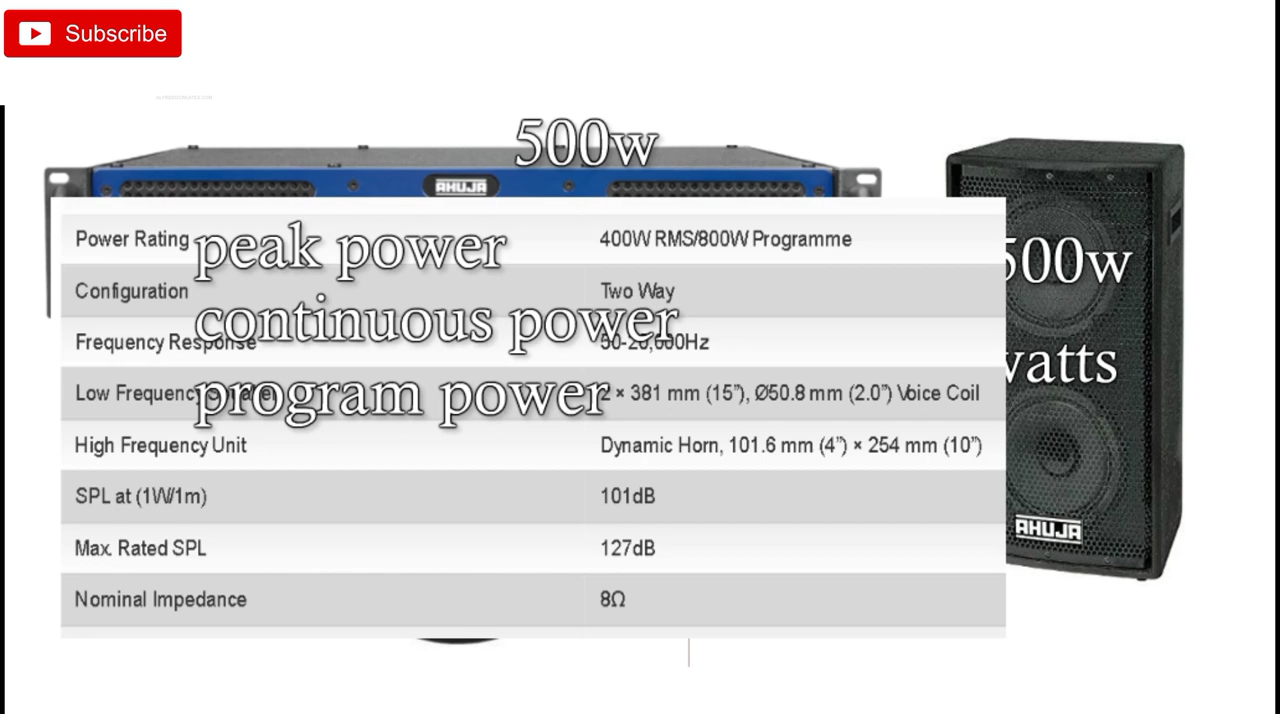 Subscribe
500w
AHUJA
Power Rating 400W RMS/800W Programme
peak power
500w
Configuration Two Way
continuous power
Frequency Response
watts
Low Frequency 2 × 381 mm (15”), Ø50.8 mm (2.0”) Voice Coil
program power
High Frequency Unit Dynamic Horn, 101.6 mm (4”) × 254 mm (10”)
SPL at (1W/1m) 101dB
AHUJA
Max. Rated SPL 127dB
Nominal Impedance 8Ω